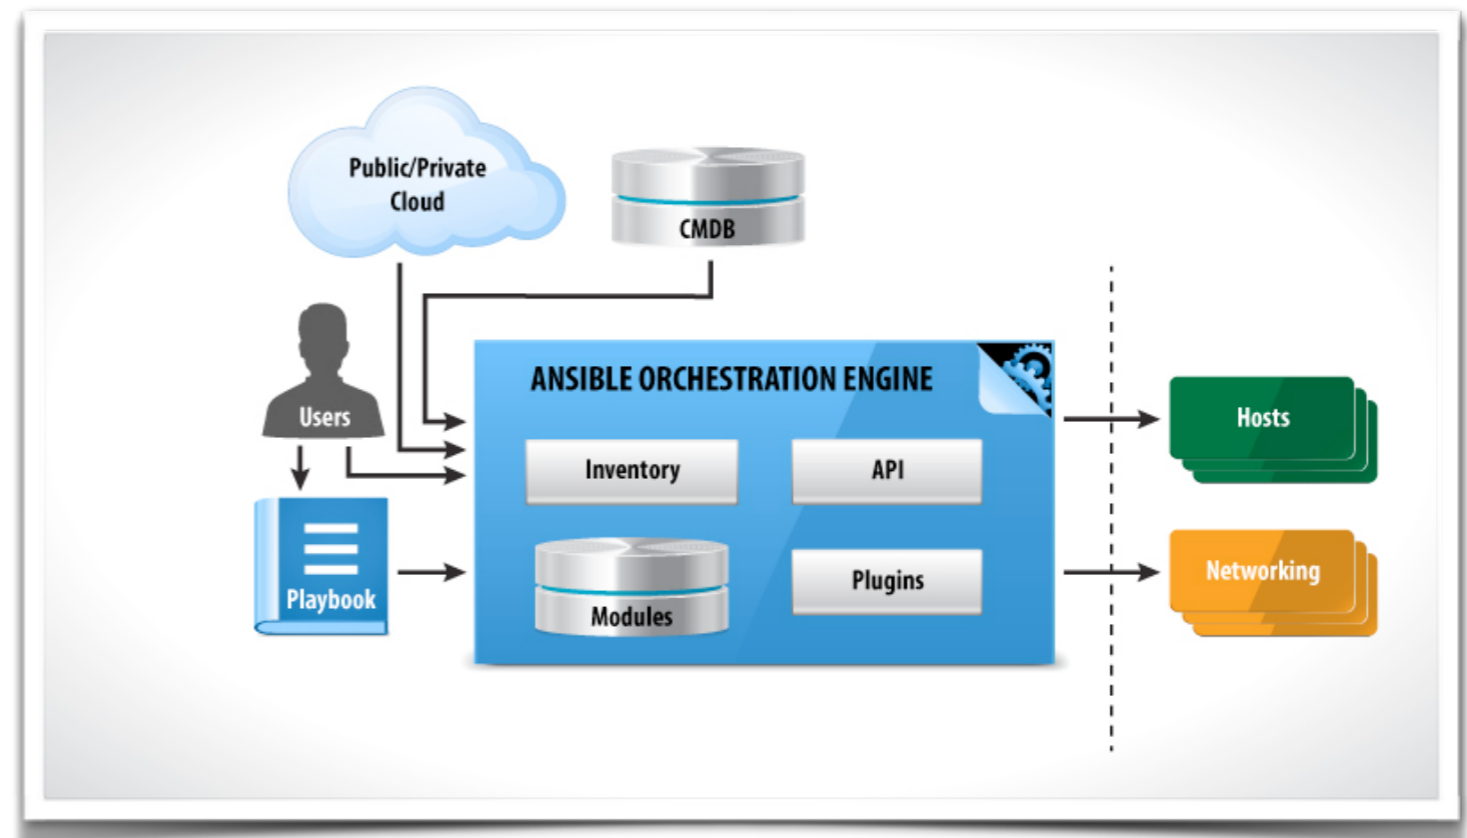 Public/Private
Cloud
CMDB
Users
Playbook
ANSIBLE ORCHESTRATION ENGINE
Inventory
API
Modules
Plugins
Hosts
Networking